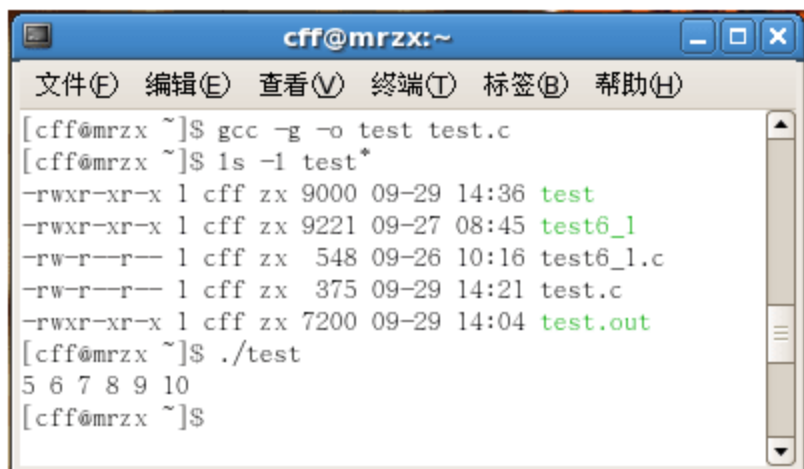 cff@mrzx:~
文件(F) 编辑(E) 查看(V) 终端(T) 标签(B) 帮助(H)
[cff@mrzx ~]$ gcc -g -o test test.c
[cff@mrzx ~]$ ls -l test*
-rwxr-xr-x 1 cff zx 9000 09-29 14:36 test
-rwxr-xr-x 1 cff zx 9221 09-27 08:45 test6_1
-rw-r--r-- 1 cff zx  548 09-26 10:16 test6_1.c
-rw-r--r-- 1 cff zx  375 09-29 14:21 test.c
-rwxr-xr-x 1 cff zx 7200 09-29 14:04 test.out
[cff@mrzx ~]$ ./test
5 6 7 8 9 10
[cff@mrzx ~]$